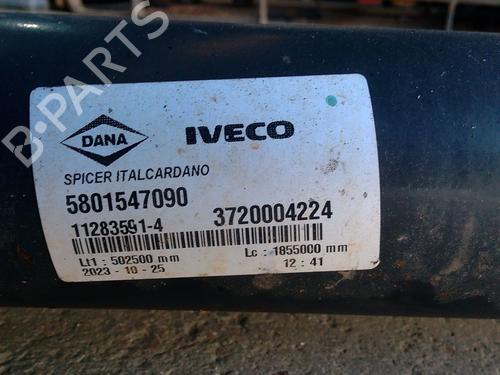 B-PARTS
DANA
IVECO
SPICER ITALCARDANO
5801547090
11283591-4
3720004224
Lt1 : 502500 mm
Lc : 1855000 mm
2023 - 10 - 25
12 : 41